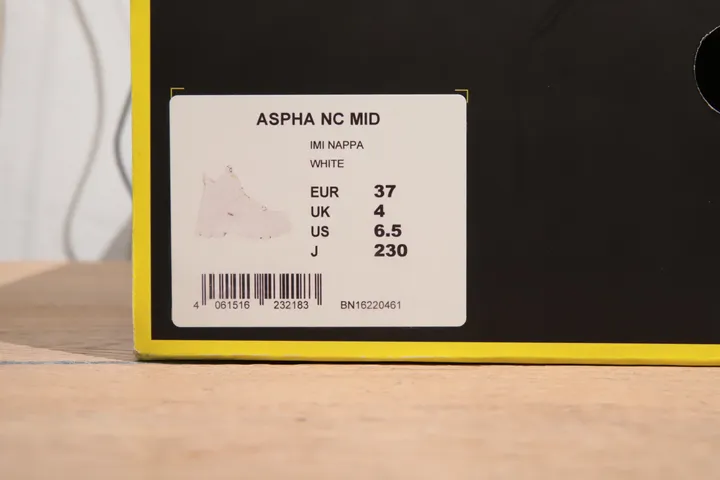 ASPHA NC MID
IMI NAPPA
WHITE
EUR 37
UK 4
US 6.5
J 230
4 061516 232183 BN16220461